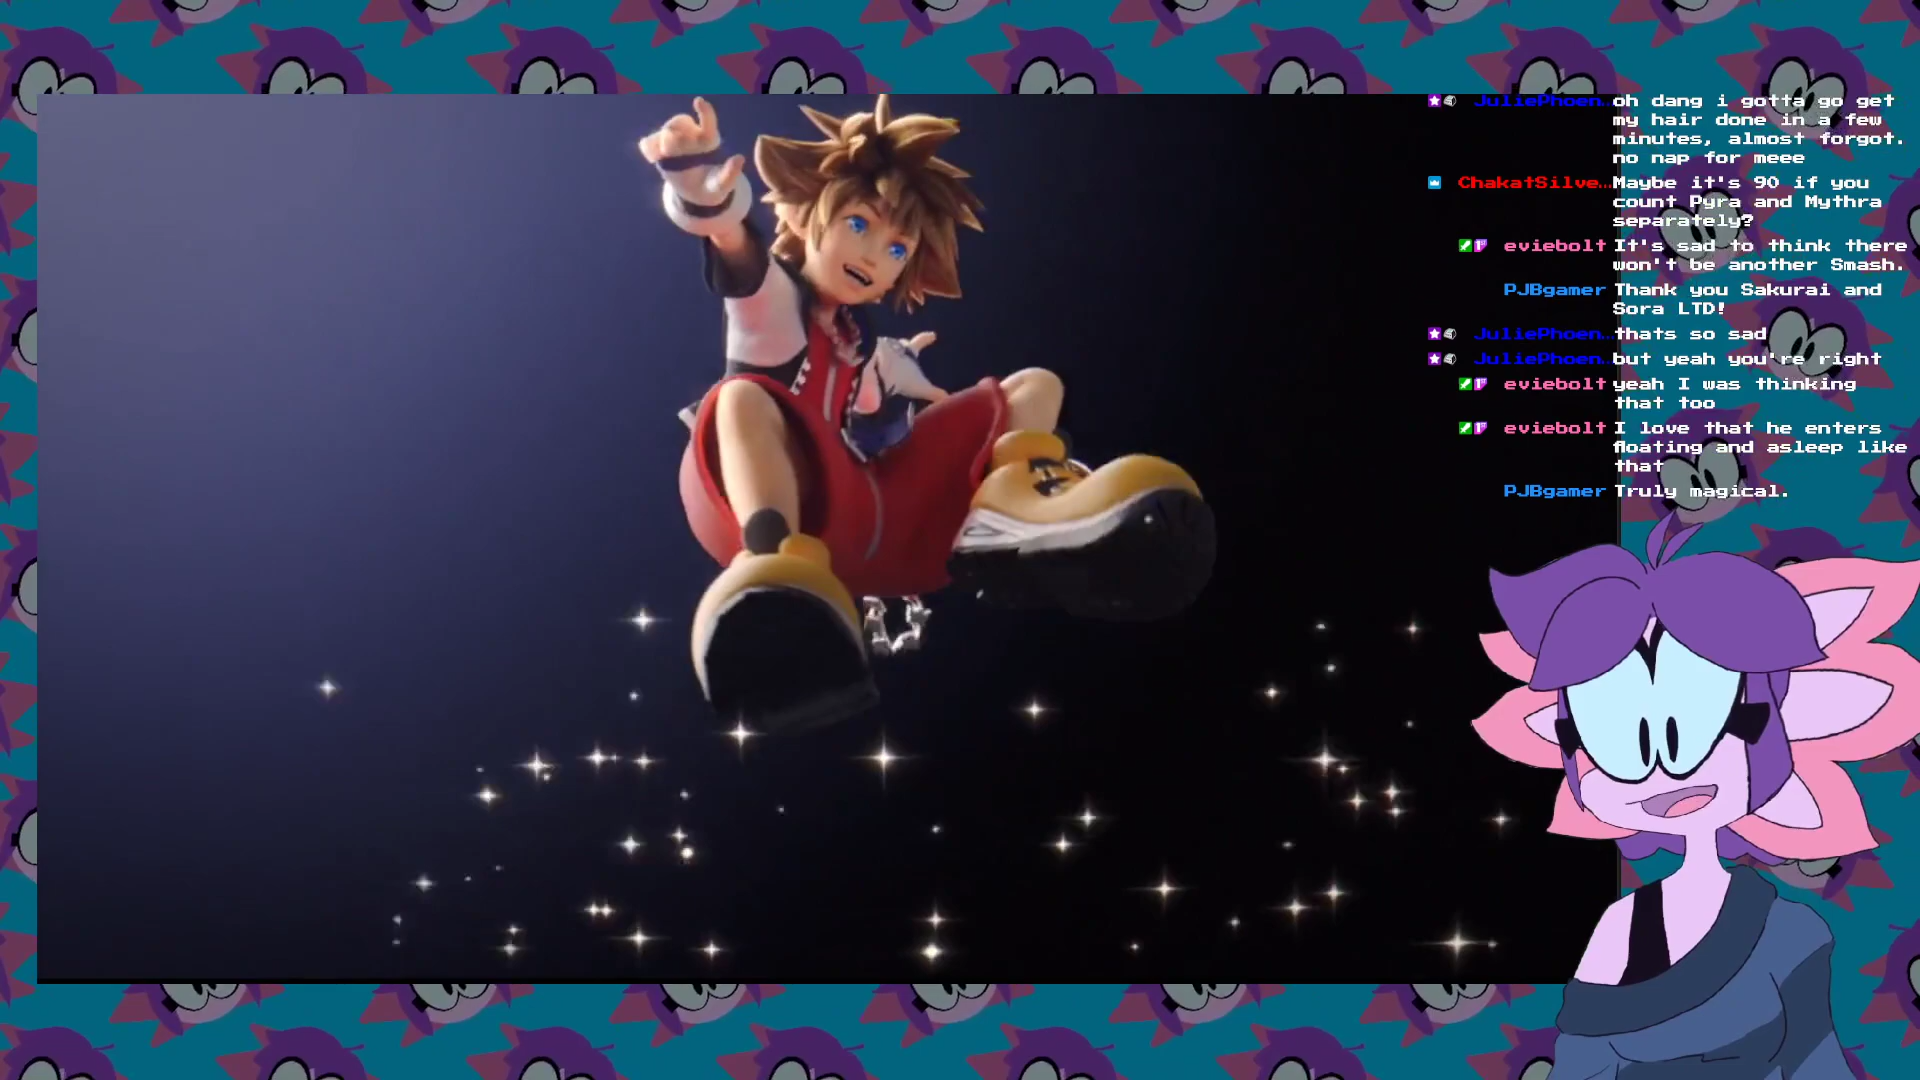 JuliePhoen… oh dang i gotta go get
my hair done in a few
minutes, almost forgot.
no nap for meee
ChakatSilve… Maybe it's 90 if you
count Pyra and Mythra
separately?
eviebolt It's sad to think there
won't be another Smash.
PJBgamer Thank you Sakurai and
Sora LTD!
JuliePhoen… thats so sad
JuliePhoen… but yeah you're right
eviebolt yeah I was thinking
that too
eviebolt I love that he enters
floating and asleep like
that
PJBgamer Truly magical.